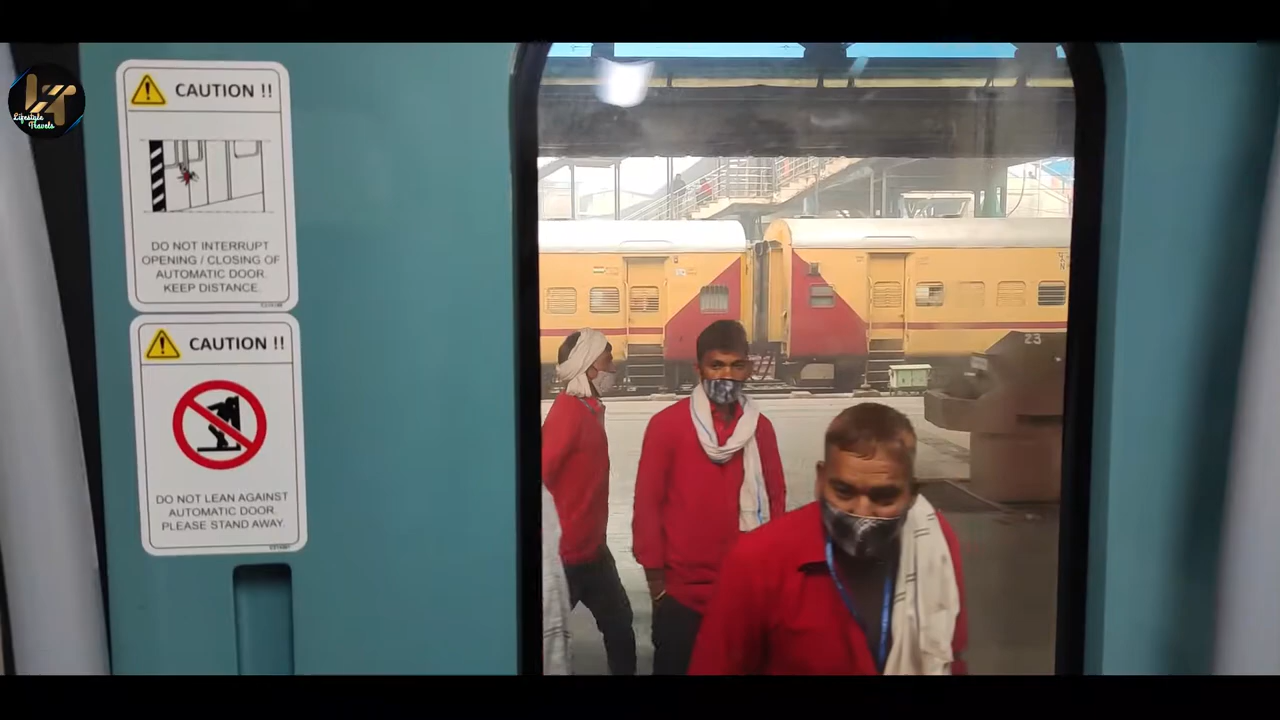 LT
Lifestyle
Travels
CAUTION !!
DO NOT INTERRUPT
OPENING / CLOSING OF
AUTOMATIC DOOR.
KEEP DISTANCE.
CAUTION !!
DO NOT LEAN AGAINST
AUTOMATIC DOOR.
PLEASE STAND AWAY.
23